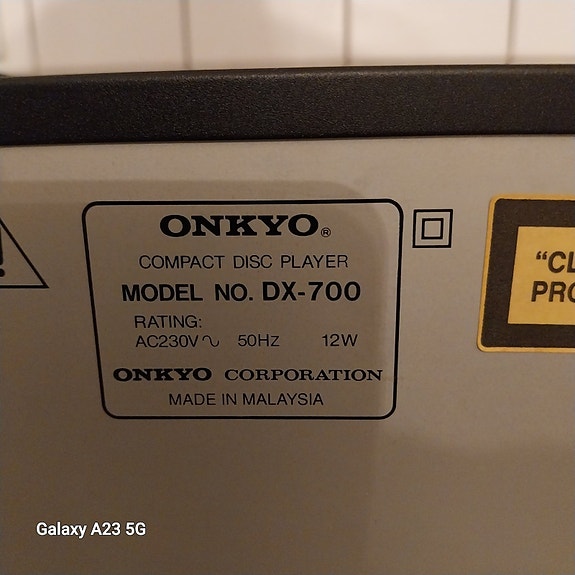 ONKYO®
COMPACT DISC PLAYER
MODEL NO. DX-700
RATING:
AC230V∿ 50Hz 12W
ONKYO CORPORATION
MADE IN MALAYSIA
"CL
PRO
Galaxy A23 5G